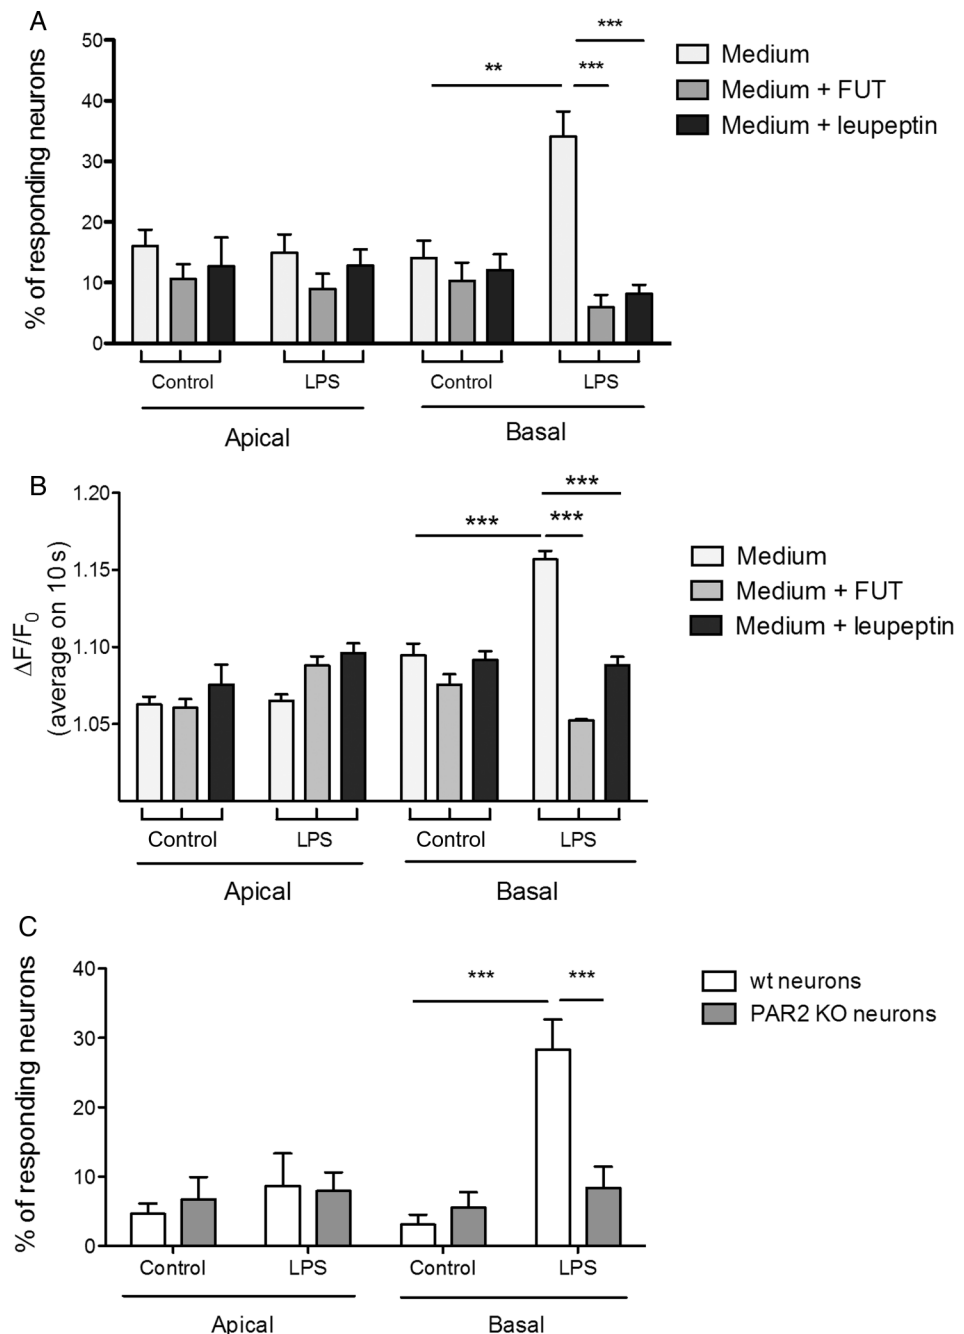 A
% of responding neurons
50
40
30
20
10
0
**
***
***
Medium
Medium + FUT
Medium + leupeptin
Control
LPS
Control
LPS
Apical
Basal
B
ΔF/F0
(average on 10 s)
1.20
1.15
1.10
1.05
***
***
***
Medium
Medium + FUT
Medium + leupeptin
Control
LPS
Control
LPS
Apical
Basal
C
% of responding neurons
40
30
20
10
0
***
***
wt neurons
PAR2 KO neurons
Control
LPS
Control
LPS
Apical
Basal